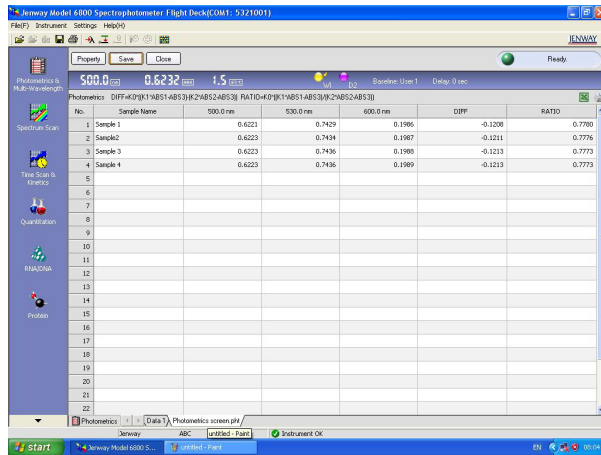 Jenway Model 6800 Spectrophotometer Flight Deck(COM1: 5321001)
File(F) Instrument Settings Help(H)
JENWAY
Property Save Close Ready.
500.0 nm 0.6232 1.5
WI D2 Baseline: User 1 Delay: 0 sec
Photometrics DIFF=K0*[(K1*ABS1-ABS3)-(K2*ABS2-ABS3)] RATIO=K0*[(K1*ABS1-ABS3)/(K2*ABS2-ABS3)]
No. Sample Name 500.0 nm 530.0 nm 600.0 nm DIFF RATIO
1 Sample 1 0.6221 0.7429 0.1986 -0.1208 0.7780
2 Sample2 0.6223 0.7434 0.1987 -0.1211 0.7776
3 Sample 3 0.6223 0.7436 0.1988 -0.1213 0.7773
4 Sample 4 0.6223 0.7436 0.1989 -0.1213 0.7773
5
6
7
8
9
10
11
12
13
14
15
16
17
18
19
20
21
22
Photometrics &
Multi-Wavelength
Spectrum Scan
Time Scan &
Kinetics
Quantitation
RNA/DNA
Protein
Photometrics Data 1 Photometrics screen.pht
Jenway ABC untitled - Paint Instrument OK
start Jenway Model 6800 S... untitled - Paint EN 08:04